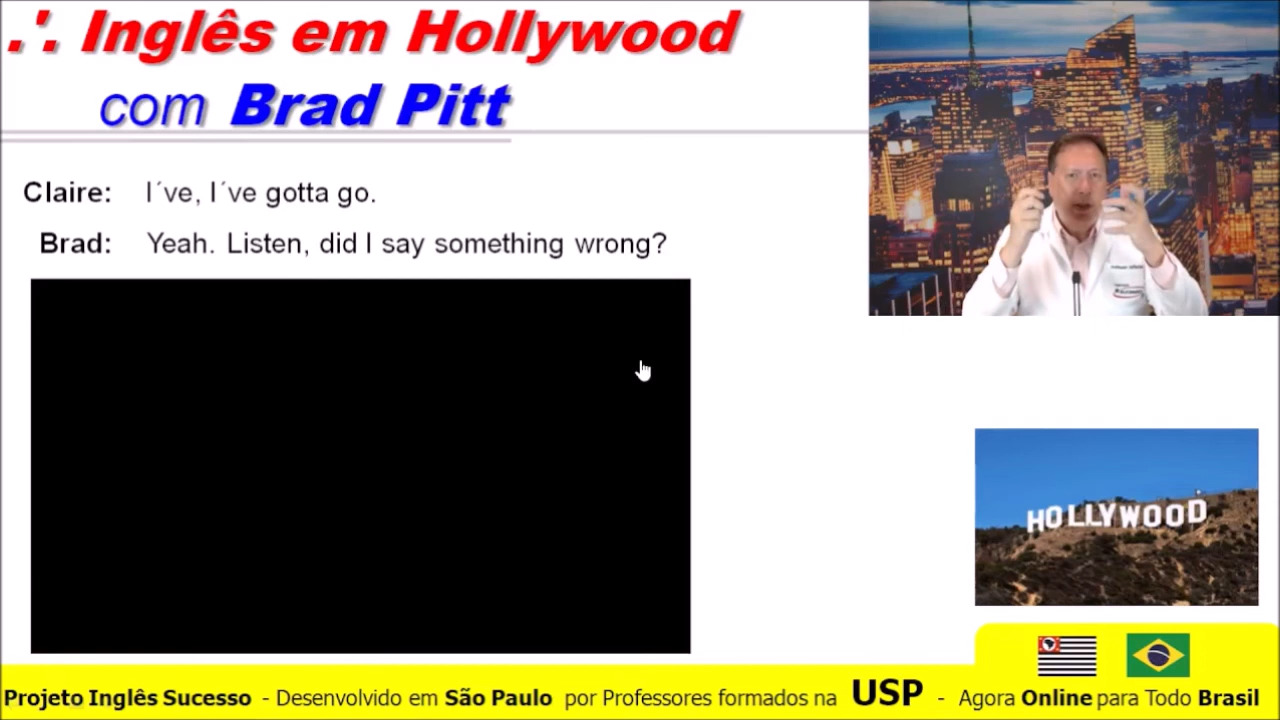 .∙. Inglês em Hollywood
com Brad Pitt
Claire: I´ve, I´ve gotta go.
Brad: Yeah. Listen, did I say something wrong?
HOLLYWOOD
Projeto Inglês Sucesso - Desenvolvido em São Paulo por Professores formados na USP - Agora Online para Todo Brasil